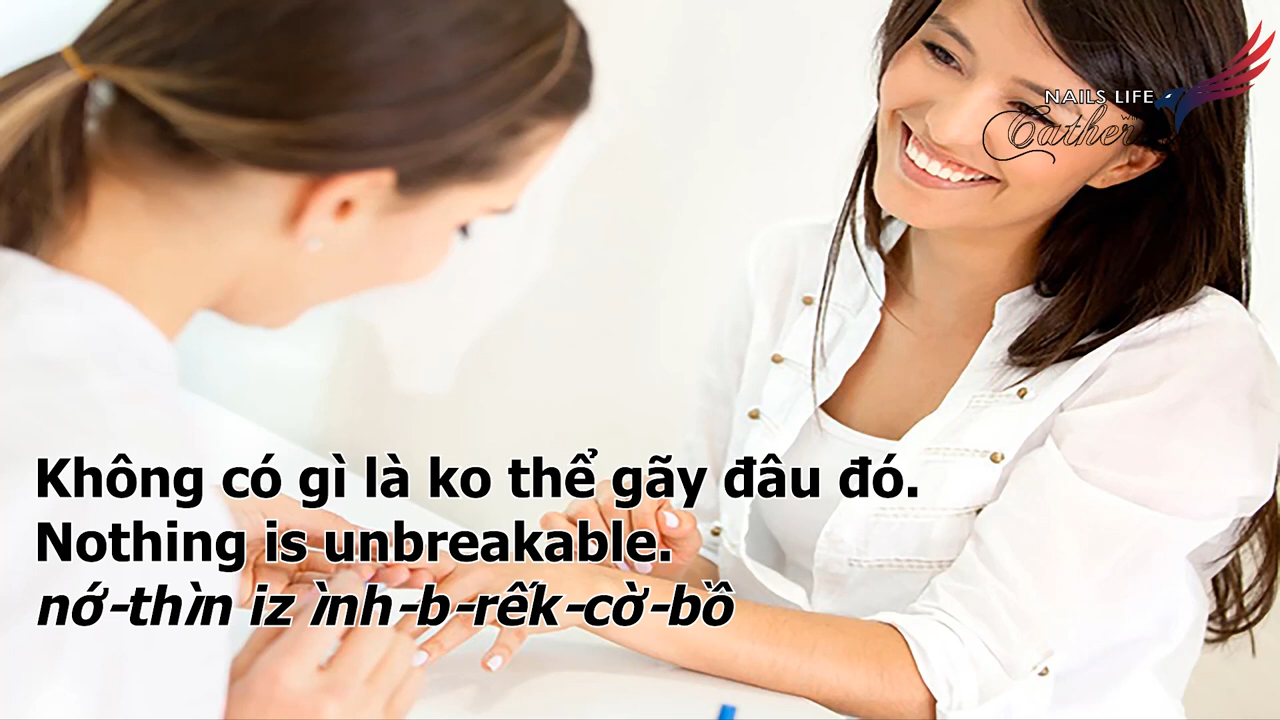 NAILS LIFE
Không có gì là ko thể gãy đâu đó.
Nothing is unbreakable.
nớ-thìn iz ình-b-rếk-cờ-bồ